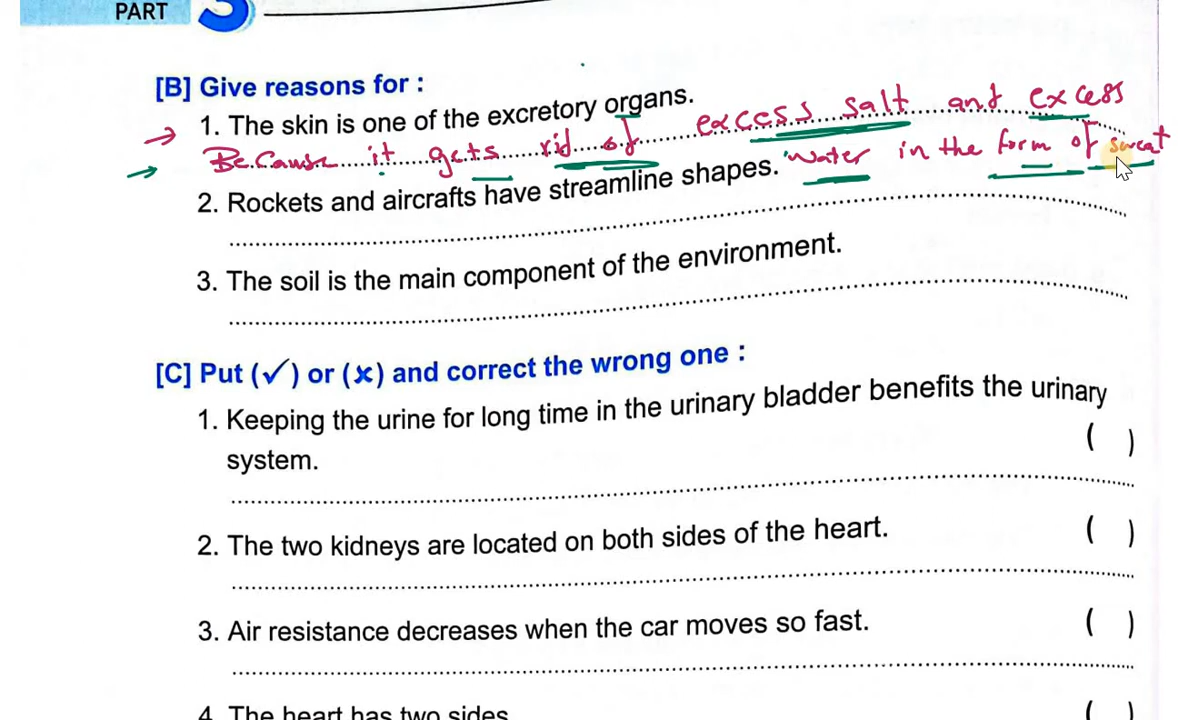 PART 3
[B] Give reasons for :
1. The skin is one of the excretory organs.
Because it gets rid of excess salt and excess
water in the form of sweat
2. Rockets and aircrafts have streamline shapes.
3. The soil is the main component of the environment.
[C] Put (✓) or (x) and correct the wrong one :
1. Keeping the urine for long time in the urinary bladder benefits the urinary
system. ( )
2. The two kidneys are located on both sides of the heart. ( )
3. Air resistance decreases when the car moves so fast. ( )
4. The heart has two sides ( )